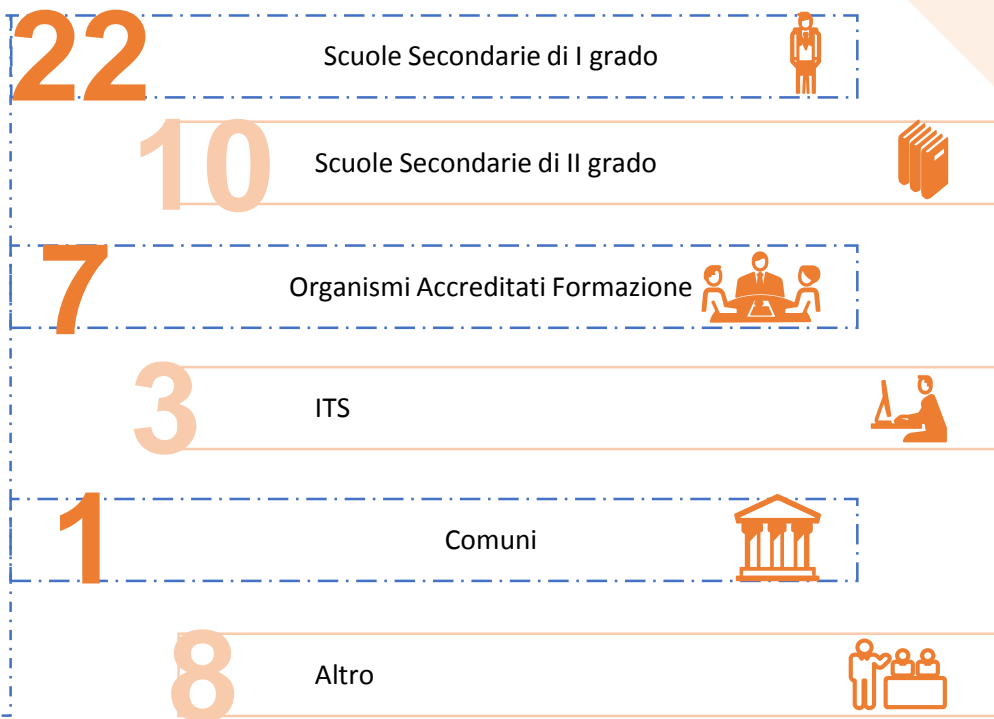 22
Scuole Secondarie di I grado
10
Scuole Secondarie di II grado
7
Organismi Accreditati Formazione
3
ITS
1
Comuni
8
Altro